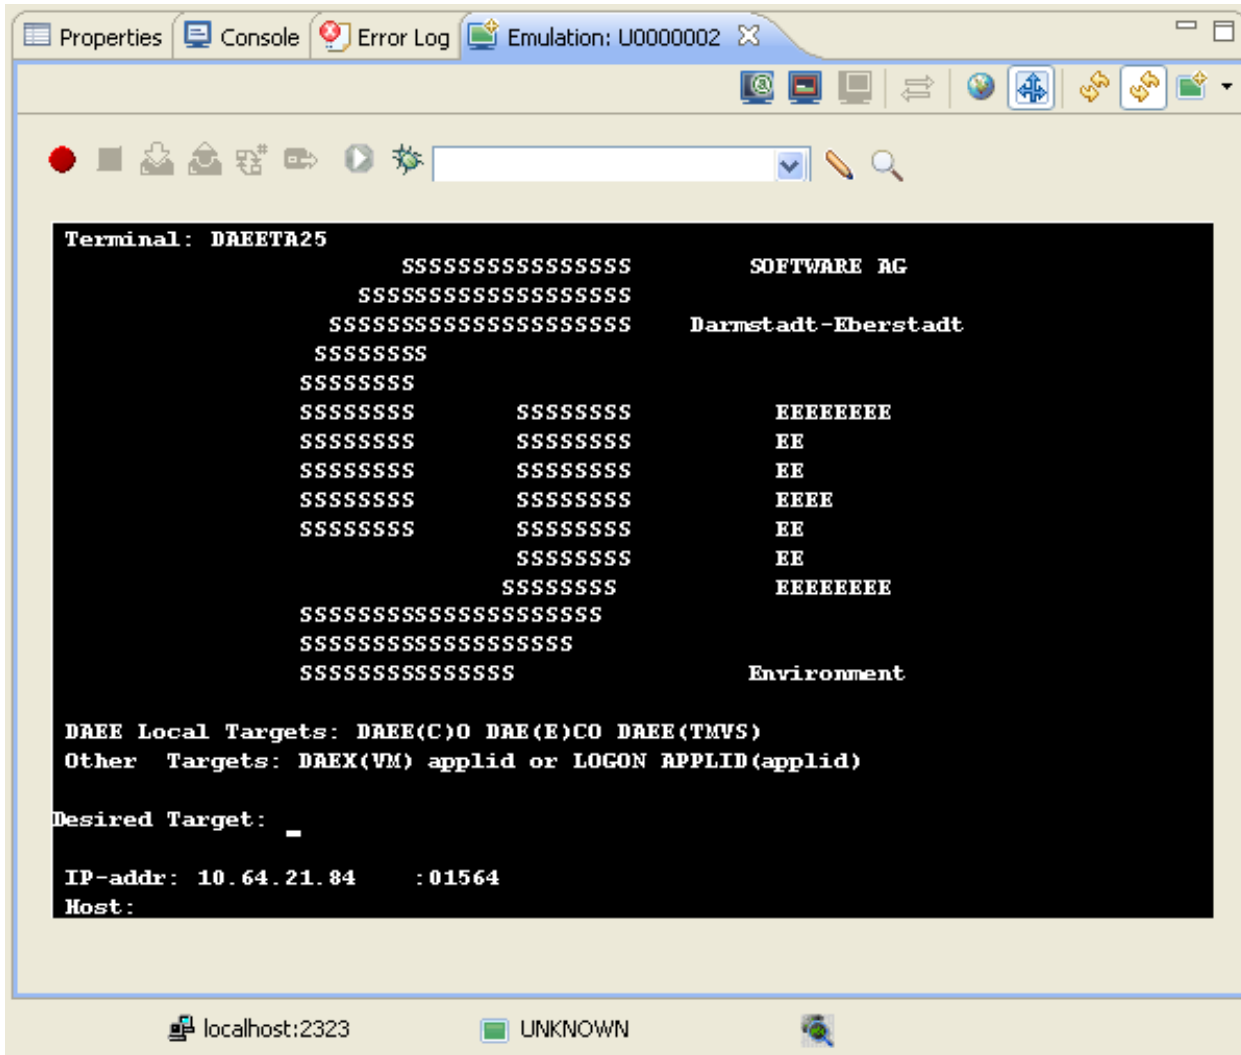 Properties Console Error Log Emulation: U0000002
Terminal: DAEETA25
SSSSSSSSSSSSSSSS SOFTWARE AG
SSSSSSSSSSSSSSSSSSS
SSSSSSSSSSSSSSSSSSSSS Darmstadt-Eberstadt
SSSSSSSS
SSSSSSSS
SSSSSSSS SSSSSSSS EEEEEEEE
SSSSSSSS SSSSSSSS EE
SSSSSSSS SSSSSSSS EE
SSSSSSSS SSSSSSSS EEEE
SSSSSSSS SSSSSSSS EE
SSSSSSSS EE
SSSSSSSS EEEEEEEE
SSSSSSSSSSSSSSSSSSSSS
SSSSSSSSSSSSSSSSSSS
SSSSSSSSSSSSSSS Environment
DAEE Local Targets: DAEE(C)O DAE(E)CO DAEE(TMVS)
Other Targets: DAEX(VM) applid or LOGON APPLID(applid)
Desired Target: _
IP-addr: 10.64.21.84 :01564
Host:
localhost:2323 UNKNOWN